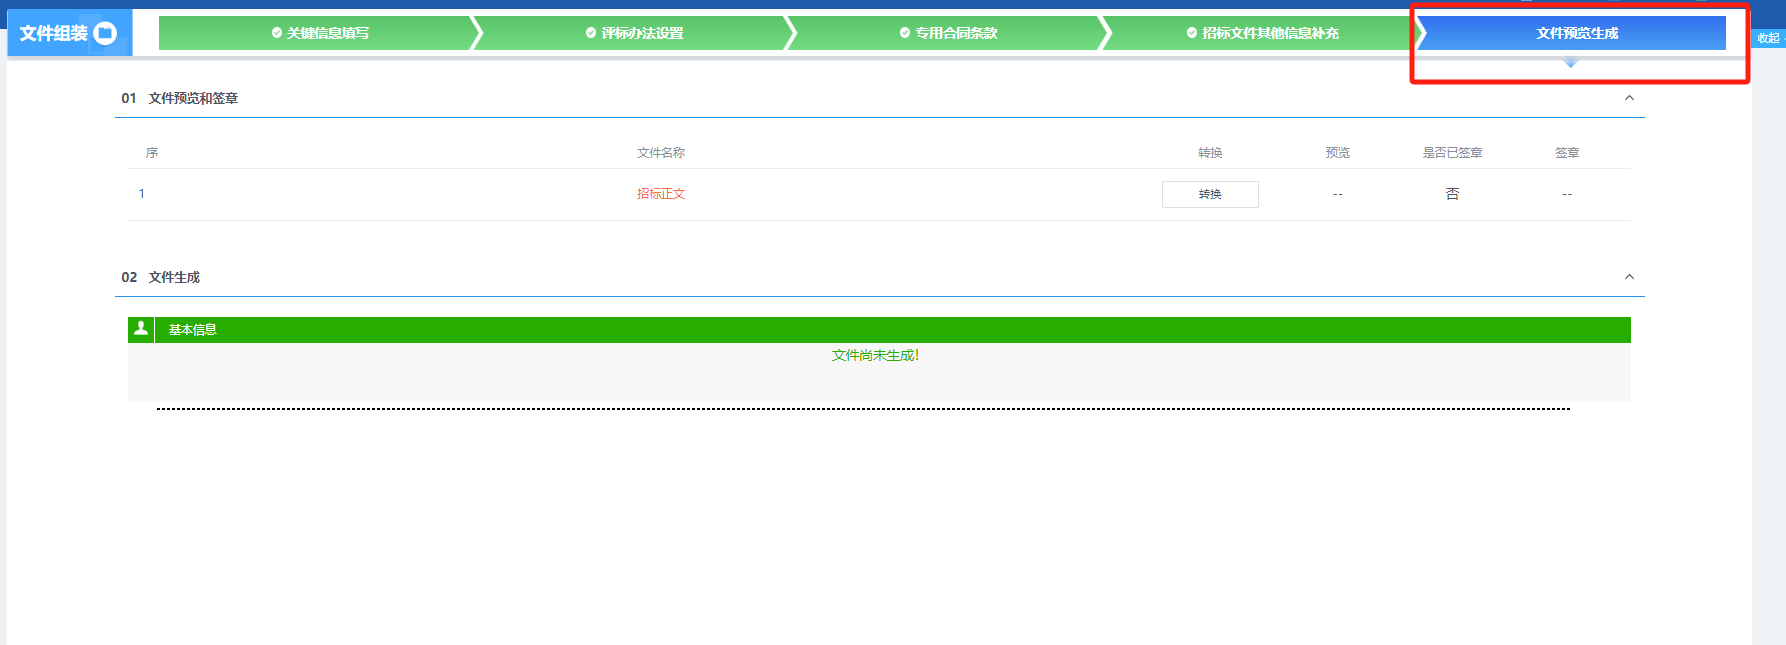 文件组装
关键信息填写
评标办法设置
专用合同条款
招标文件其他信息补充
文件预览生成
收起
01 文件预览和签章
序 文件名称 转换 预览 是否已签章 签章
1 招标正文 转换 -- 否 --
02 文件生成
基本信息
文件尚未生成!